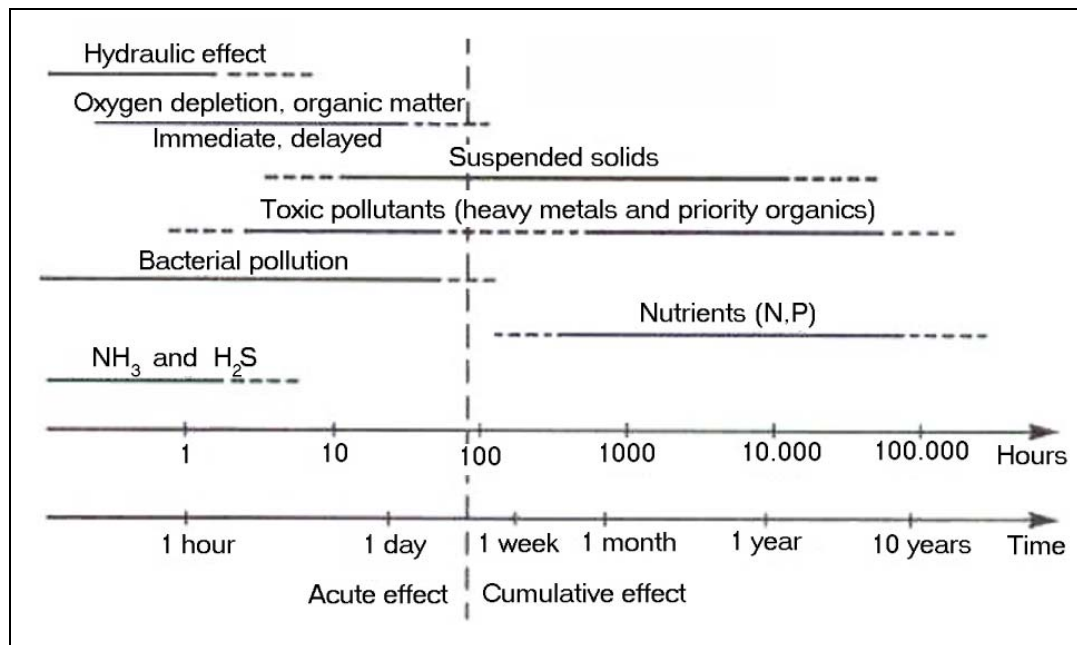 Hydraulic effect
Oxygen depletion, organic matter
Immediate, delayed
Suspended solids
Toxic pollutants (heavy metals and priority organics)
Bacterial pollution
Nutrients (N,P)
NH₃ and H₂S
1 10 100 1000 10.000 100.000 Hours
1 hour 1 day 1 week 1 month 1 year 10 years Time
Acute effect Cumulative effect